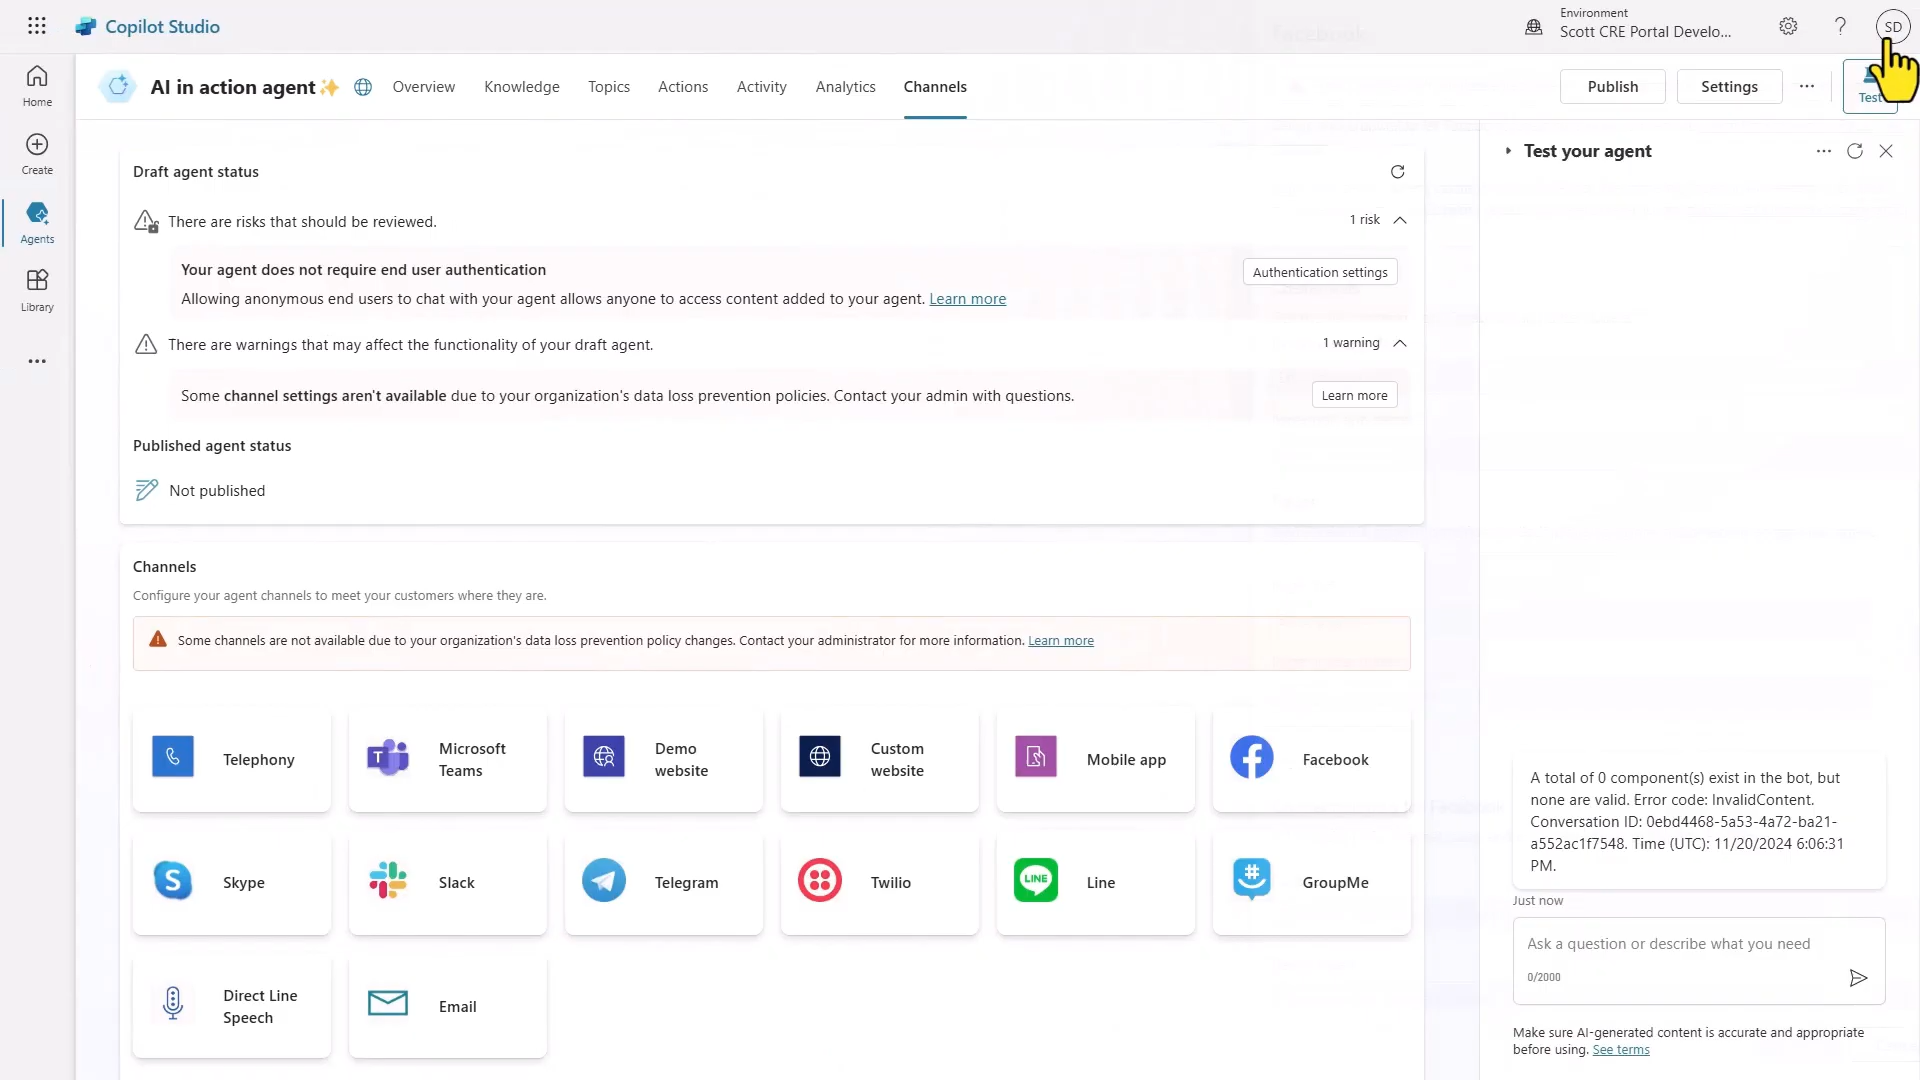 Copilot Studio
Environment
Scott CRE Portal Develo...
SD
Home
Create
Agents
Library
AI in action agent✨
Overview
Knowledge
Topics
Actions
Activity
Analytics
Channels
Publish
Settings
Test
Draft agent status
There are risks that should be reviewed.
1 risk
Your agent does not require end user authentication
Allowing anonymous end users to chat with your agent allows anyone to access content added to your agent. Learn more
Authentication settings
There are warnings that may affect the functionality of your draft agent.
1 warning
Some channel settings aren't available due to your organization's data loss prevention policies. Contact your admin with questions.
Learn more
Published agent status
Not published
Channels
Configure your agent channels to meet your customers where they are.
Some channels are not available due to your organization's data loss prevention policy changes. Contact your administrator for more information. Learn more
Telephony
Microsoft
Teams
Demo
website
Custom
website
Mobile app
Facebook
Skype
Slack
Telegram
Twilio
LINE
Line
GroupMe
Direct Line
Speech
Email
Test your agent
A total of 0 component(s) exist in the bot, but
none are valid. Error code: InvalidContent.
Conversation ID: 0ebd4468-5a53-4a72-ba21-
a552ac1f7548. Time (UTC): 11/20/2024 6:06:31
PM.
Just now
Ask a question or describe what you need
0/2000
Make sure AI-generated content is accurate and appropriate
before using. See terms